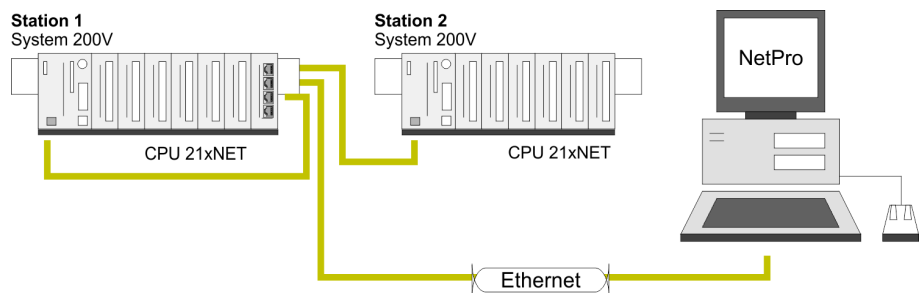 Station 1
System 200V
Station 2
System 200V
NetPro
CPU 21xNET
CPU 21xNET
Ethernet